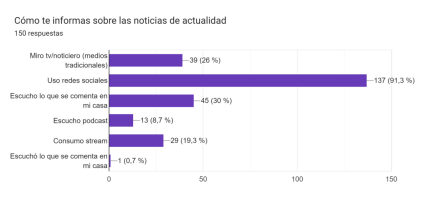 Cómo te informas sobre las noticias de actualidad
150 respuestas
Miro tv/noticiero (medios
tradicionales)
39 (26 %)
Uso redes sociales
137 (91,3 %)
Escucho lo que se comenta en
mi casa
45 (30 %)
Escucho podcast
13 (8,7 %)
Consumo stream
29 (19,3 %)
Escuchó lo que se comenta en
mi casa
1 (0,7 %)
0
50
100
150